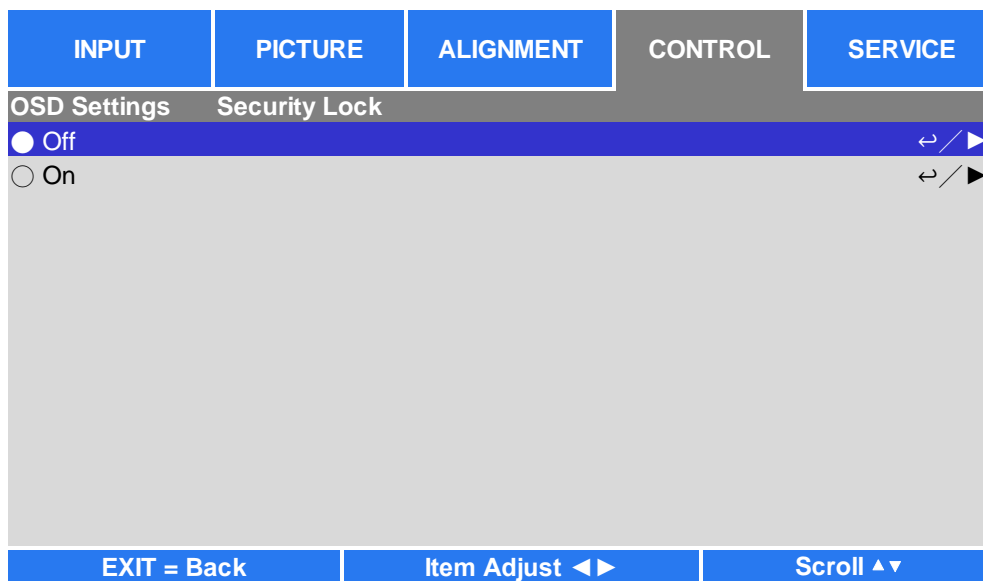 INPUT PICTURE ALIGNMENT CONTROL SERVICE
OSD Settings Security Lock
Off ↩/▶
On ↩/▶
EXIT = Back Item Adjust ◀▶ Scroll ▲▼